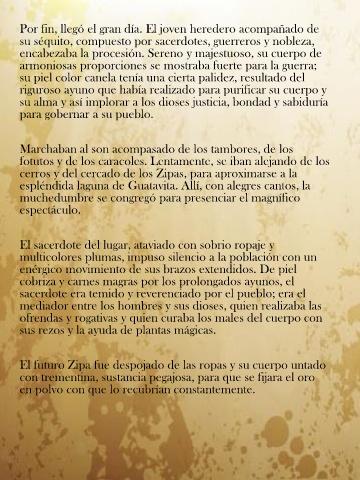 Por fin, llegó el gran día. El joven heredero acompañado de
su séquito, compuesto por sacerdotes, guerreros y nobleza,
encabezaba la procesión. Sereno y majestuoso, su cuerpo de
armoniosas proporciones se mostraba fuerte para la guerra;
su piel color canela tenía una cierta palidez, resultado del
riguroso ayuno que había realizado para purificar su cuerpo y
su alma y así implorar a los dioses justicia, bondad y sabiduría
para gobernar a su pueblo.
Marchaban al son acompasado de los tambores, de los
fotutos y de los caracoles. Lentamente, se iban alejando de los
cerros y del cercado de los Zipas, para aproximarse a la
espléndida laguna de Guatavita. Allí, con alegres cantos, la
muchedumbre se congregó para presenciar el magnífico
espectáculo.
El sacerdote del lugar, ataviado con sobrio ropaje y
multicolores plumas, impuso silencio a la población con un
enérgico movimiento de sus brazos extendidos. De piel
cobriza y carnes magras por los prolongados ayunos, el
sacerdote era temido y reverenciado por el pueblo; era el
mediador entre los hombres y sus dioses, quien realizaba las
ofrendas y rogativas y quien curaba los males del cuerpo con
sus rezos y la ayuda de plantas mágicas.
El futuro Zipa fue despojado de las ropas y su cuerpo untado
con trementina, sustancia pegajosa, para que se fijara el oro
en polvo con que lo recubrían constantemente.